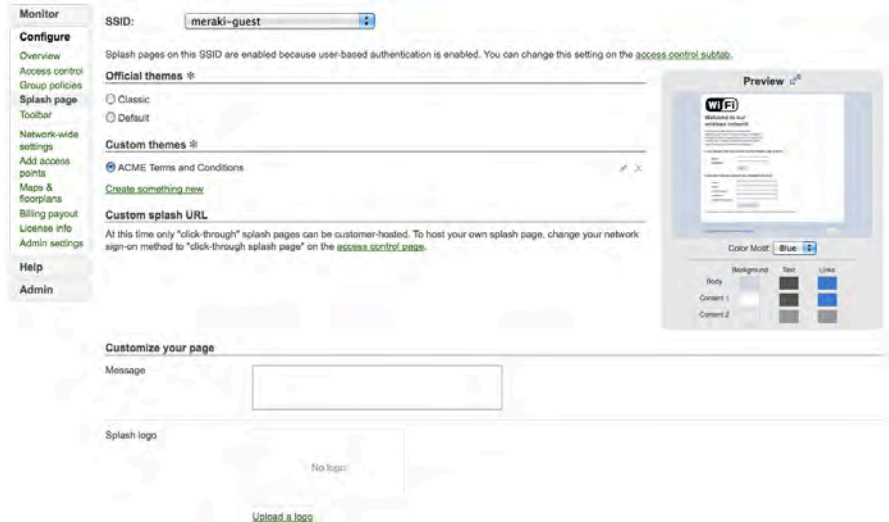 Monitor
Configure
Overview
Access control
Group policies
Splash page
Toolbar
Network-wide
settings
Add access
points
Maps &
floorplans
Billing payout
License info
Admin settings
Help
Admin
SSID: meraki-guest
Splash pages on this SSID are enabled because user-based authentication is enabled. You can change this setting on the access control subtab.
Official themes *
Classic
Default
Custom themes *
ACME Terms and Conditions
Create something new
Custom splash URL
At this time only "click-through" splash pages can be customer-hosted. To host your own splash page, change your network
sign-on method to "click-through splash page" on the access control page.
Preview
WiFi
Welcome to our
wireless network
Color Motif: Blue
Background Text Links
Body
Content 1
Content 2
Customize your page
Message
Splash logo
No logo
Upload a logo